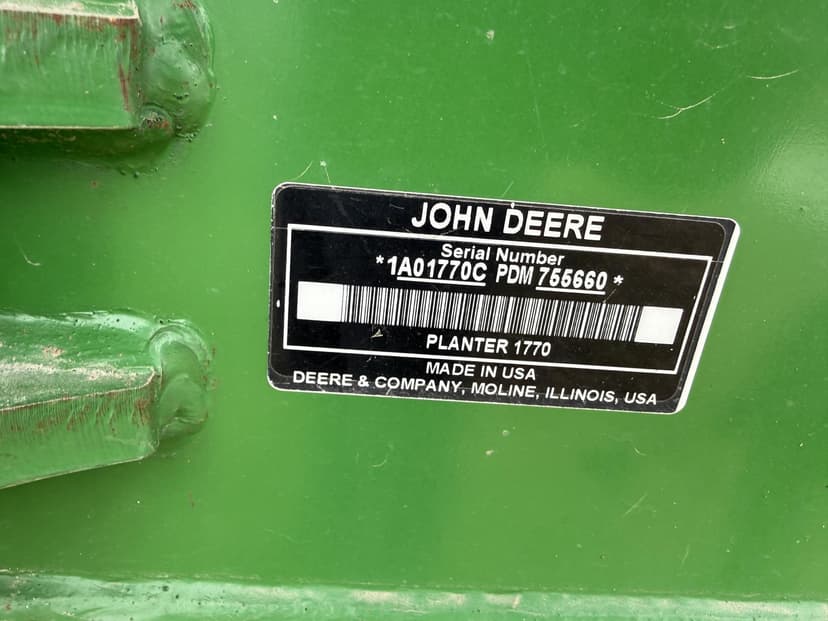 JOHN DEERE
Serial Number
*1A01770C PDM 755660*
PLANTER 1770
MADE IN USA
DEERE & COMPANY, MOLINE, ILLINOIS, USA